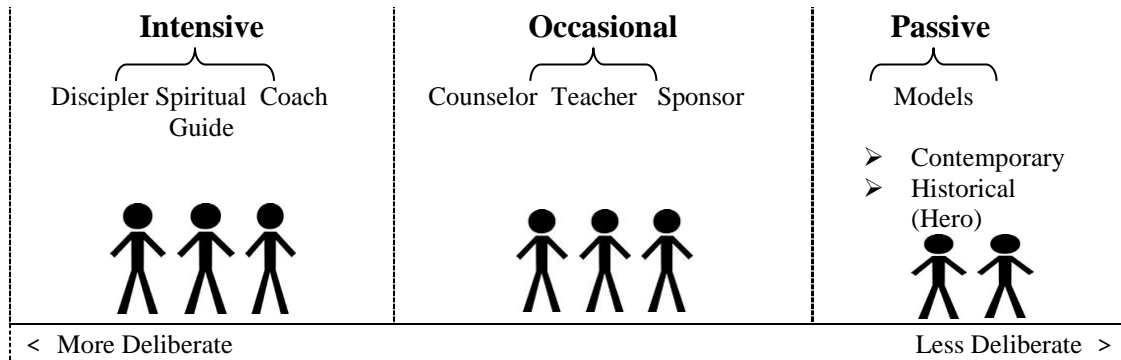 Intensive
Discipler Spiritual Coach
Guide
Occasional
Counselor Teacher Sponsor
Passive
Models
➢ Contemporary
➢ Historical
(Hero)
< More Deliberate
Less Deliberate >